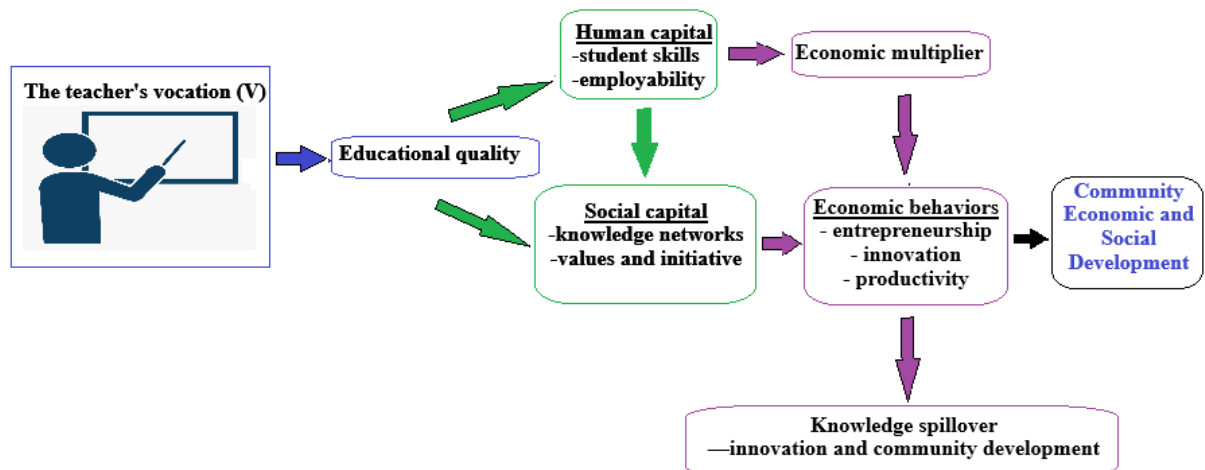 The teacher's vocation (V)
Educational quality
Human capital
-student skills
-employability
Social capital
-knowledge networks
-values and initiative
Economic multiplier
Economic behaviors
- entrepreneurship
- innovation
- productivity
Community
Economic and
Social
Development
Knowledge spillover
—innovation and community development